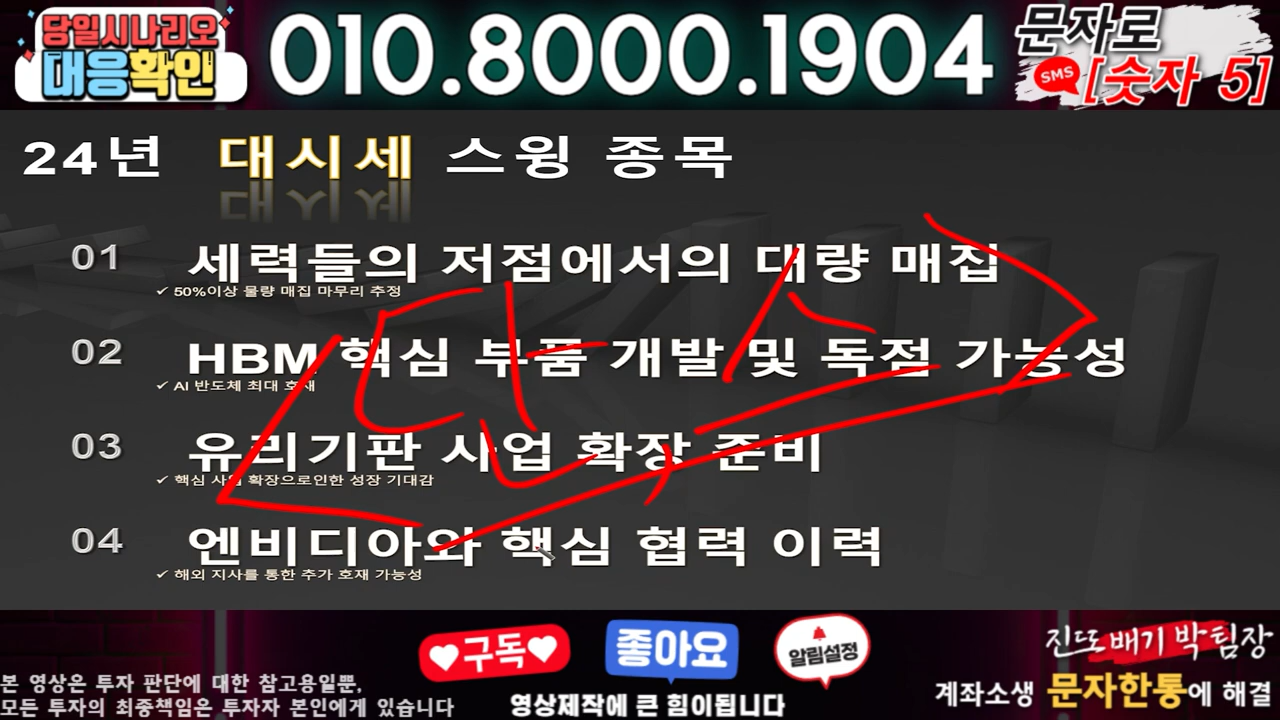 당일시나리오
대응확인
010.8000.1904
문자로
SMS
[숫자 5]
24년 대시세 스윙 종목
01 세력들의 저점에서의 대량 매집
✓ 50%이상 물량 매집 마무리 추정
02 HBM 핵심 부품 개발 및 독점 가능성
✓ AI 반도체 최대 호재
03 유리기판 사업 확장 준비
✓ 핵심 사업 확장으로인한 성장 기대감
04 엔비디아와 핵심 협력 이력
✓ 해외 지사를 통한 추가 호재 가능성
단스
구독
좋아요
알림설정
영상제작에 큰 힘이됩니다
본 영상은 투자 판단에 대한 참고용일뿐,
모든 투자의 최종책임은 투자자 본인에게 있습니다
진또배기 박팀장
계좌소생 문자한통에 해결